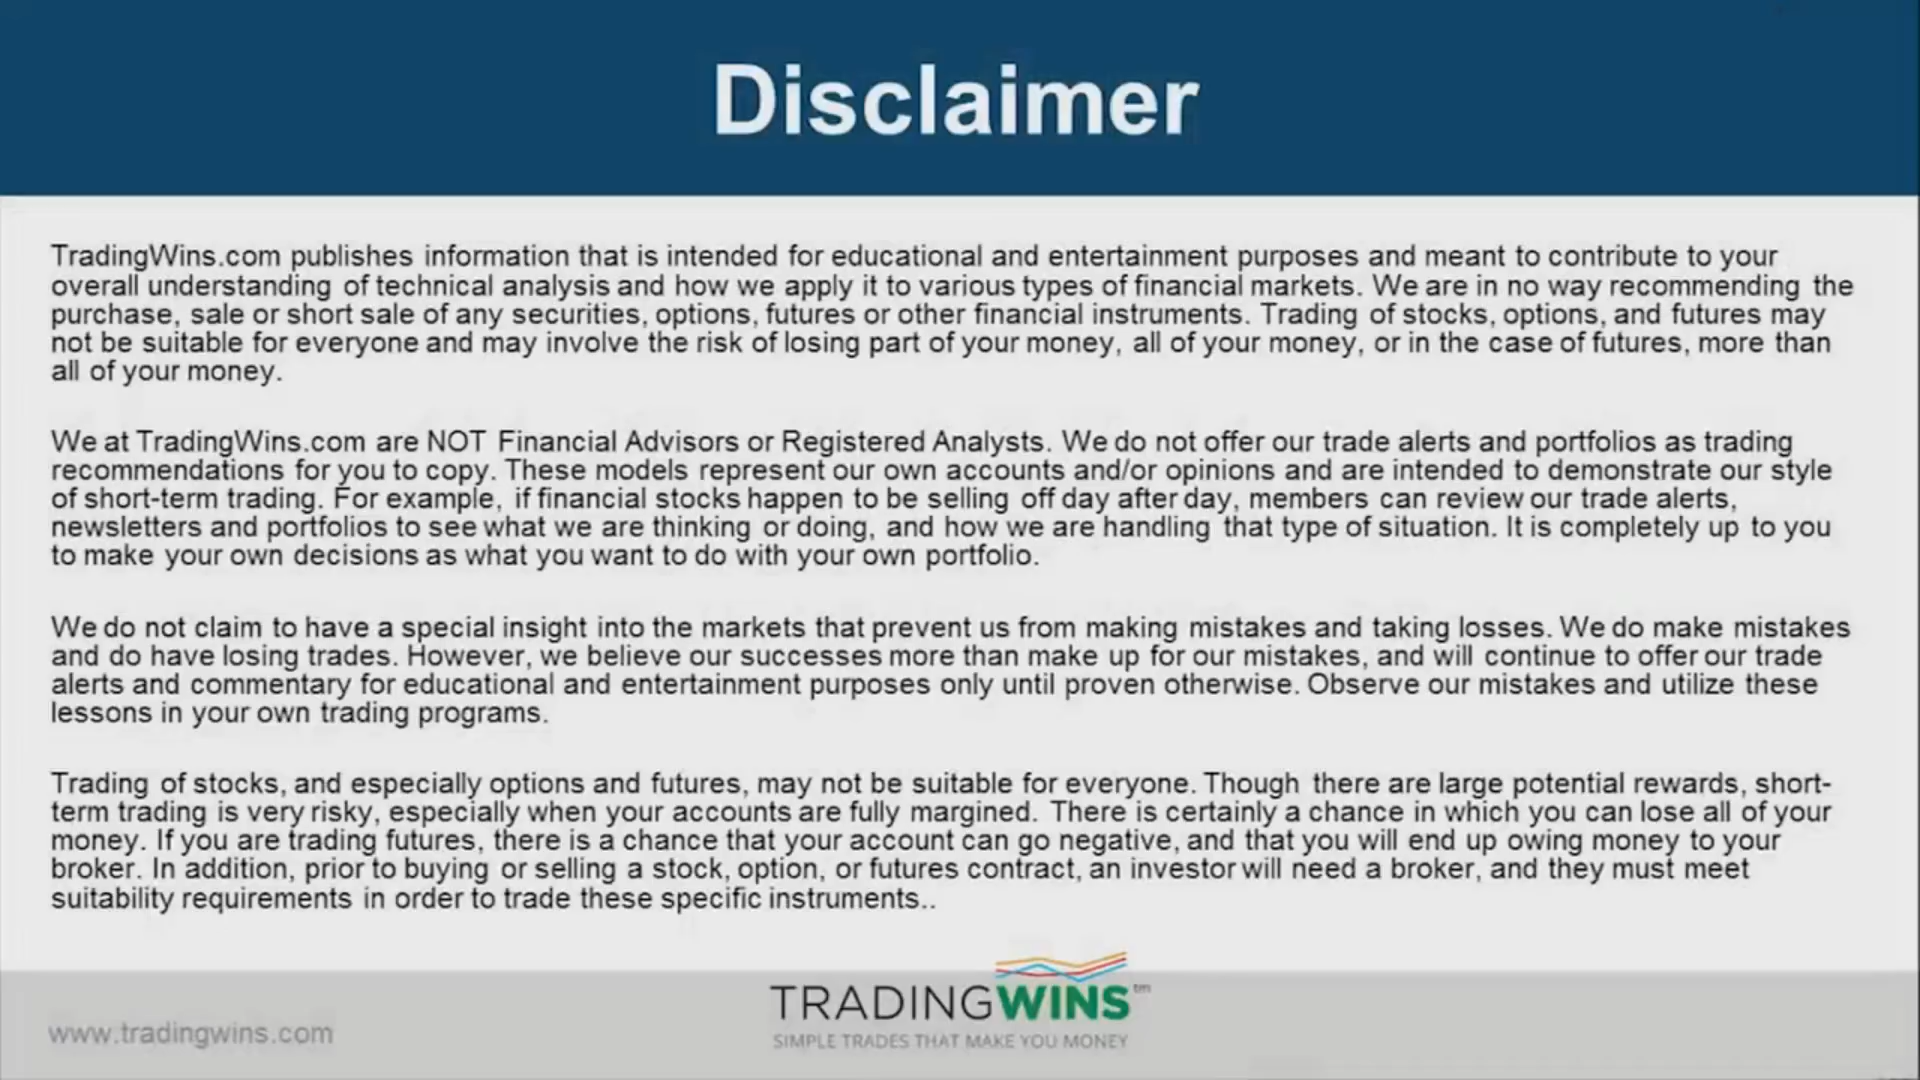 Disclaimer
TradingWins.com publishes information that is intended for educational and entertainment purposes and meant to contribute to your
overall understanding of technical analysis and how we apply it to various types of financial markets. We are in no way recommending the
purchase, sale or short sale of any securities, options, futures or other financial instruments. Trading of stocks, options, and futures may
not be suitable for everyone and may involve the risk of losing part of your money, all of your money, or in the case of futures, more than
all of your money.
We at TradingWins.com are NOT Financial Advisors or Registered Analysts. We do not offer our trade alerts and portfolios as trading
recommendations for you to copy. These models represent our own accounts and/or opinions and are intended to demonstrate our style
of short-term trading. For example, if financial stocks happen to be selling off day after day, members can review our trade alerts,
newsletters and portfolios to see what we are thinking or doing, and how we are handling that type of situation. It is completely up to you
to make your own decisions as what you want to do with your own portfolio.
We do not claim to have a special insight into the markets that prevent us from making mistakes and taking losses. We do make mistakes
and do have losing trades. However, we believe our successes more than make up for our mistakes, and will continue to offer our trade
alerts and commentary for educational and entertainment purposes only until proven otherwise. Observe our mistakes and utilize these
lessons in your own trading programs.
Trading of stocks, and especially options and futures, may not be suitable for everyone. Though there are large potential rewards, short-
term trading is very risky, especially when your accounts are fully margined. There is certainly a chance in which you can lose all of your
money. If you are trading futures, there is a chance that your account can go negative, and that you will end up owing money to your
broker. In addition, prior to buying or selling a stock, option, or futures contract, an investor will need a broker, and they must meet
suitability requirements in order to trade these specific instruments..
www.tradingwins.com
TRADINGWINS tm
SIMPLE TRADES THAT MAKE YOU MONEY